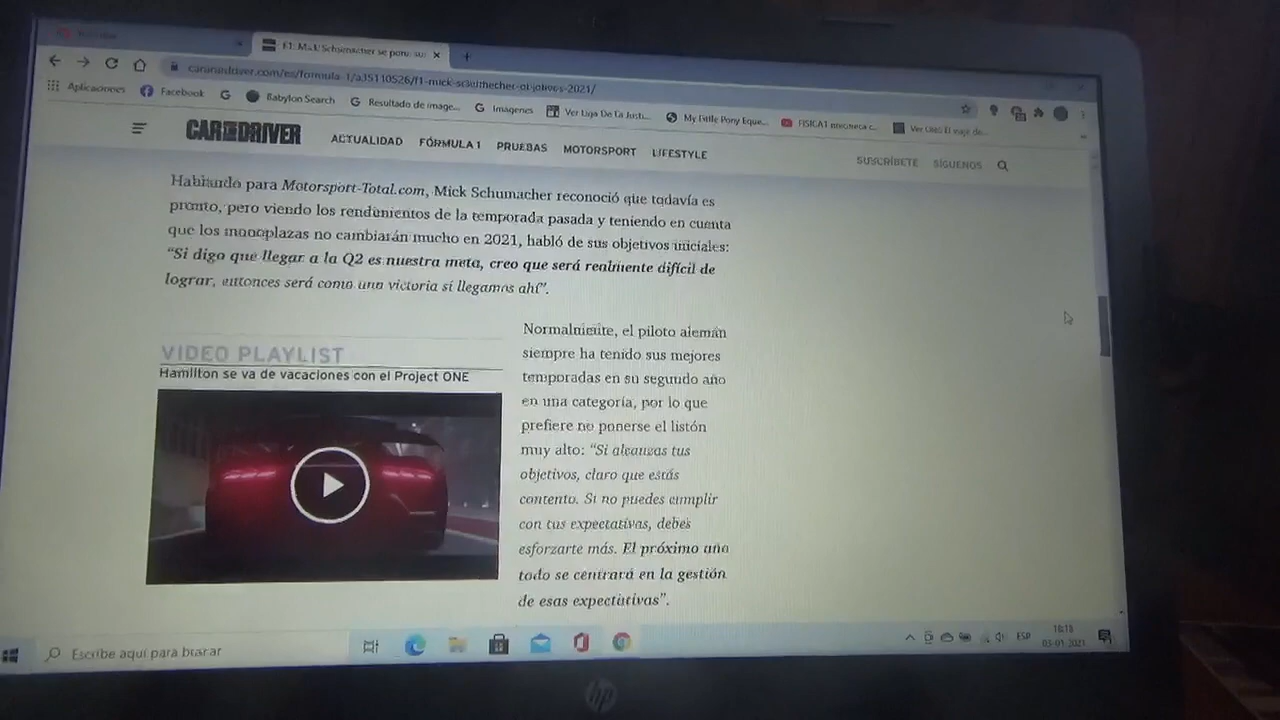 F1: Mick Schumacher se pone su
caranddriver.com/es/formula-1/a35110526/f1-mick-schumacher-objetivos-2021/
Aplicaciones Facebook Babylon Search Resultado de image... Imágenes Ver Liga De La Justi... My Little Pony Eque... FISICA1
CAR AND DRIVER ACTUALIDAD FÓRMULA 1 PRUEBAS MOTORSPORT LIFESTYLE SUSCRÍBETE SÍGUENOS
Hablando para Motorsport-Total.com, Mick Schumacher reconoció que todavía es
pronto, pero viendo los rendimientos de la temporada pasada y teniendo en cuenta
que los monoplazas no cambiarán mucho en 2021, habló de sus objetivos iniciales:
“Si digo que llegar a la Q2 es nuestra meta, creo que será realmente difícil de
lograr, entonces será como una victoria si llegamos ahí”.
VIDEO PLAYLIST
Hamilton se va de vacaciones con el Project ONE
Normalmente, el piloto alemán
siempre ha tenido sus mejores
temporadas en su segundo año
en una categoría, por lo que
prefiere no ponerse el listón
muy alto: “Si alcanzas tus
objetivos, claro que estás
contento. Si no puedes cumplir
con tus expectativas, debes
esforzarte más. El próximo año
todo se centrará en la gestión
de esas expectativas”.
Escribe aquí para buscar
ESP
18:18
03-01-2021
hp